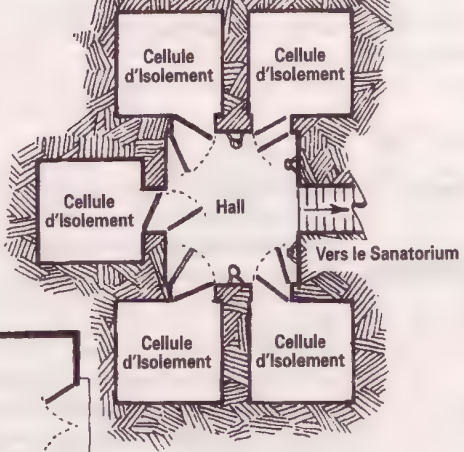 Cellule
d'Isolement
Cellule
d'Isolement
Cellule
d'Isolement
Hall
Vers le Sanatorium
Cellule
d'Isolement
Cellule
d'Isolement